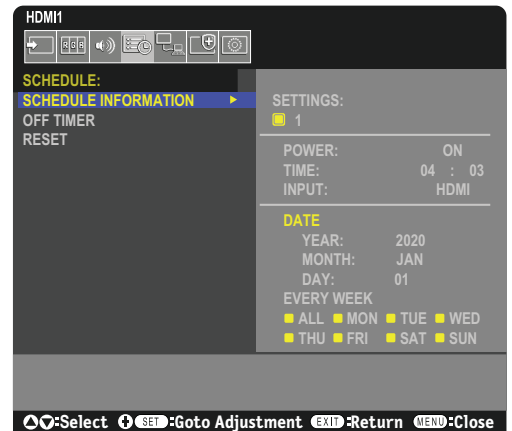 HDMI1
RGB
SCHEDULE:
SCHEDULE INFORMATION
OFF TIMER
RESET
SETTINGS:
1
POWER: ON
TIME: 04 : 03
INPUT: HDMI
DATE
YEAR: 2020
MONTH: JAN
DAY: 01
EVERY WEEK
ALL MON TUE WED
THU FRI SAT SUN
:Select SET :Goto Adjustment EXIT :Return MENU :Close